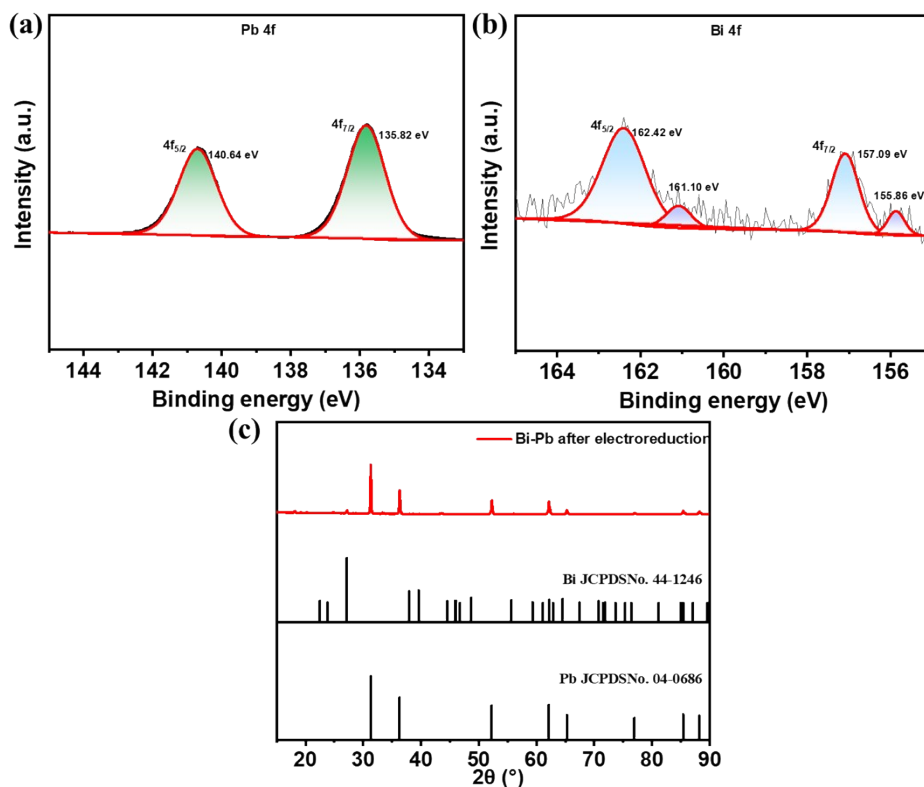 (a)
Pb 4f
4f5/2
140.64 eV
4f7/2
135.82 eV
Intensity (a.u.)
144 142 140 138 136 134
Binding energy (eV)
(b)
Bi 4f
4f5/2
162.42 eV
161.10 eV
4f7/2
157.09 eV
155.86 eV
Intensity (a.u.)
164 162 160 158 156
Binding energy (eV)
(c)
Bi-Pb after electroreduction
Bi JCPDSNo. 44-1246
Pb JCPDSNo. 04-0686
Intensity (a.u.)
20 30 40 50 60 70 80 90
2θ (°)